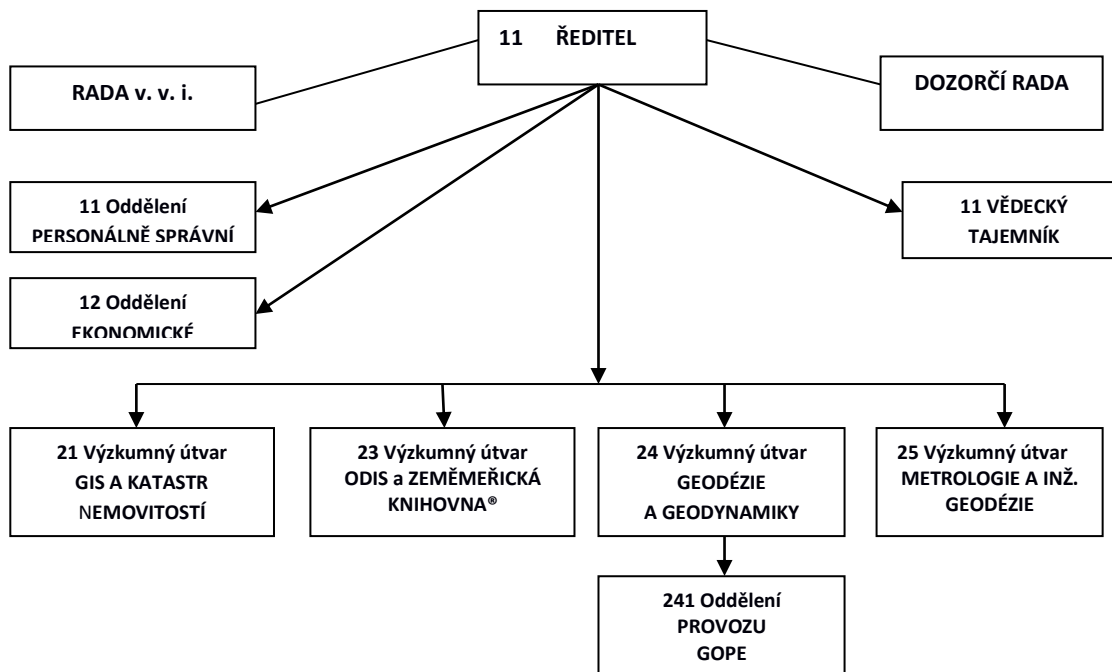 11 ŘEDITEL
RADA v. v. i.
DOZORČÍ RADA
11 Oddělení
PERSONÁLNĚ SPRÁVNÍ
11 VĚDECKÝ
TAJEMNÍK
12 Oddělení
EKONOMICKÉ
21 Výzkumný útvar
GIS A KATASTR
NEMOVITOSTÍ
23 Výzkumný útvar
ODIS a ZEMĚMĚŘICKÁ
KNIHOVNA®
24 Výzkumný útvar
GEODÉZIE
A GEODYNAMIKY
25 Výzkumný útvar
METROLOGIE A INŽ.
GEODÉZIE
241 Oddělení
PROVOZU
GOPE